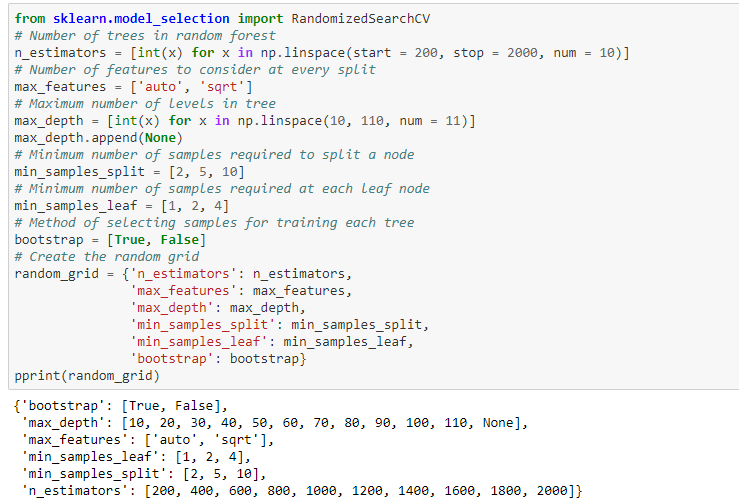 from sklearn.model_selection import RandomizedSearchCV
# Number of trees in random forest
n_estimators = [int(x) for x in np.linspace(start = 200, stop = 2000, num = 10)]
# Number of features to consider at every split
max_features = ['auto', 'sqrt']
# Maximum number of levels in tree
max_depth = [int(x) for x in np.linspace(10, 110, num = 11)]
max_depth.append(None)
# Minimum number of samples required to split a node
min_samples_split = [2, 5, 10]
# Minimum number of samples required at each leaf node
min_samples_leaf = [1, 2, 4]
# Method of selecting samples for training each tree
bootstrap = [True, False]
# Create the random grid
random_grid = {'n_estimators': n_estimators,
               'max_features': max_features,
               'max_depth': max_depth,
               'min_samples_split': min_samples_split,
               'min_samples_leaf': min_samples_leaf,
               'bootstrap': bootstrap}
pprint(random_grid)
{'bootstrap': [True, False],
 'max_depth': [10, 20, 30, 40, 50, 60, 70, 80, 90, 100, 110, None],
 'max_features': ['auto', 'sqrt'],
 'min_samples_leaf': [1, 2, 4],
 'min_samples_split': [2, 5, 10],
 'n_estimators': [200, 400, 600, 800, 1000, 1200, 1400, 1600, 1800, 2000]}